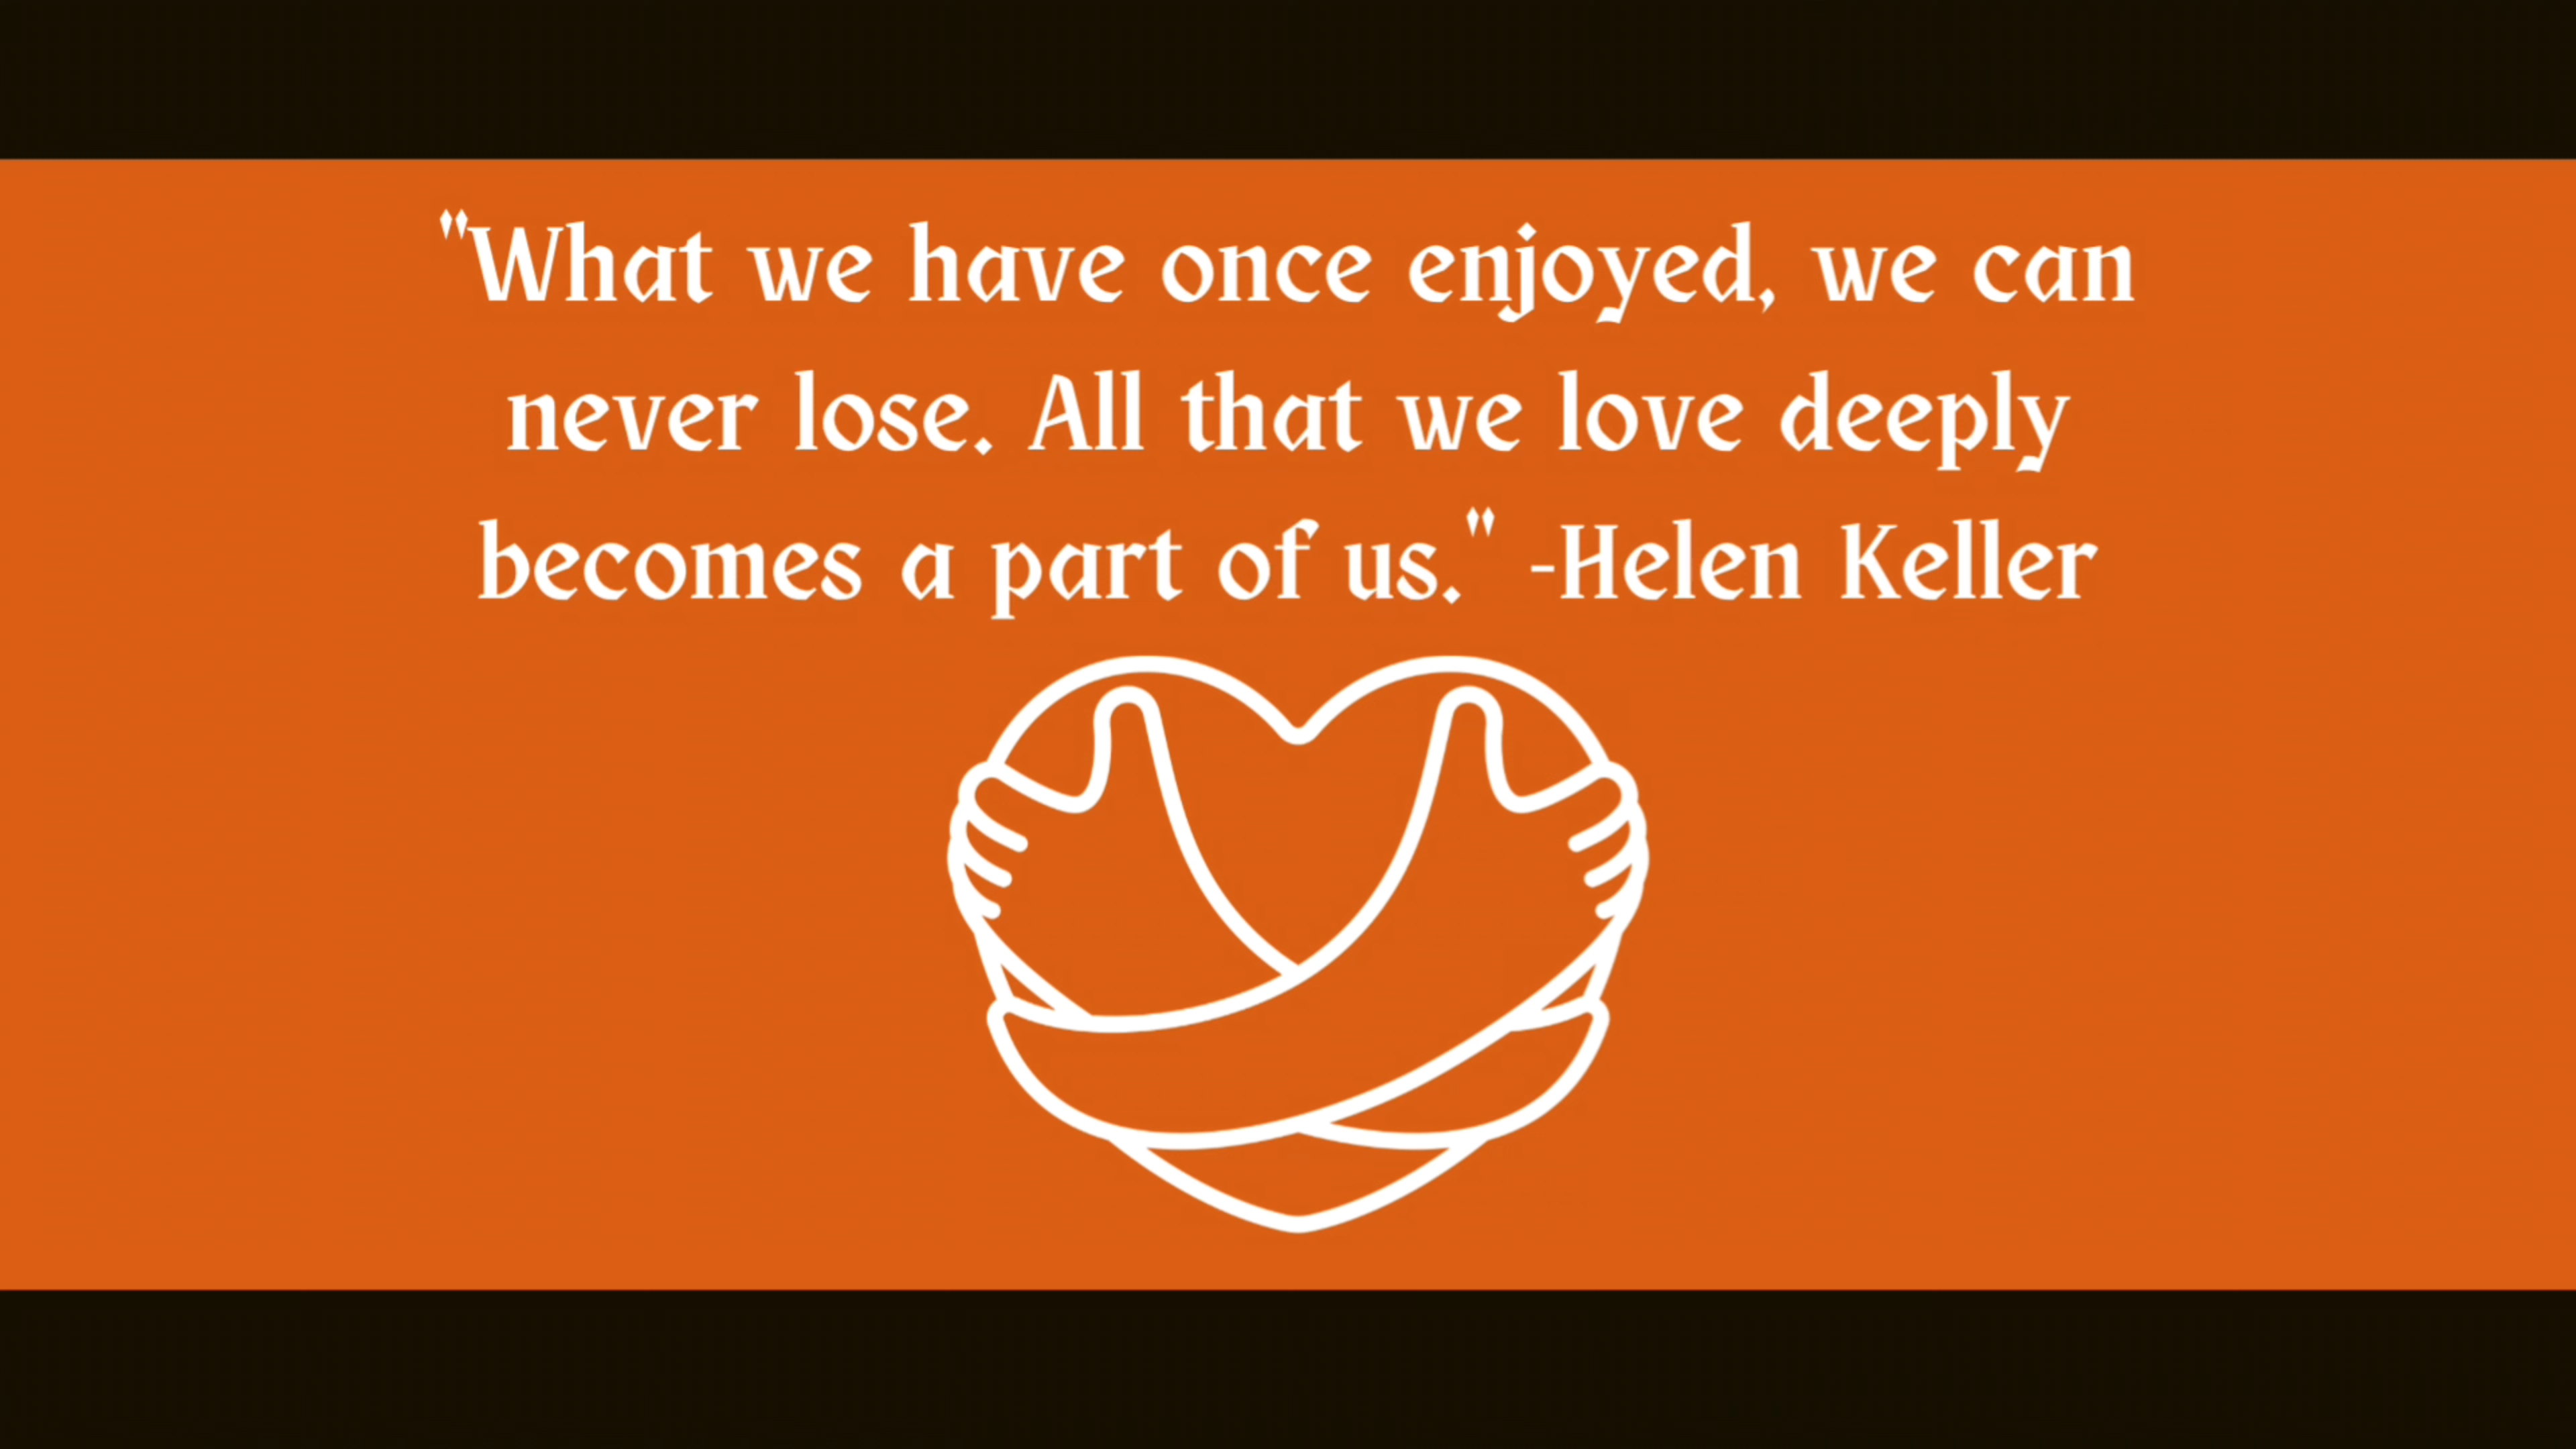 "What we have once enjoyed, we can
never lose. All that we love deeply
becomes a part of us." -Helen Keller